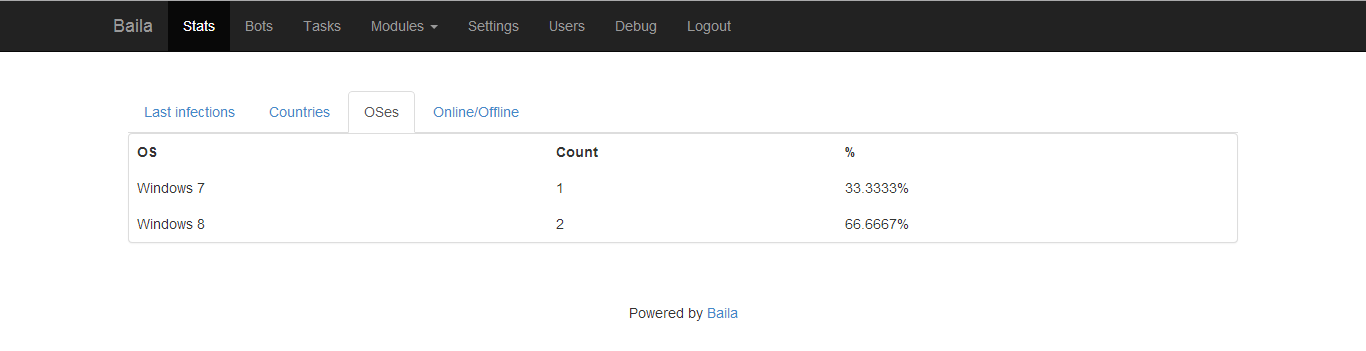 Baila Stats Bots Tasks Modules Settings Users Debug Logout
Last infections Countries OSes Online/Offline
OS Count %
Windows 7 1 33.3333%
Windows 8 2 66.6667%
Powered by Baila